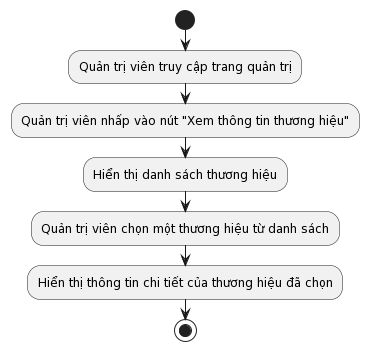 Quản trị viên truy cập trang quản trị
Quản trị viên nhấp vào nút "Xem thông tin thương hiệu"
Hiển thị danh sách thương hiệu
Quản trị viên chọn một thương hiệu từ danh sách
Hiển thị thông tin chi tiết của thương hiệu đã chọn